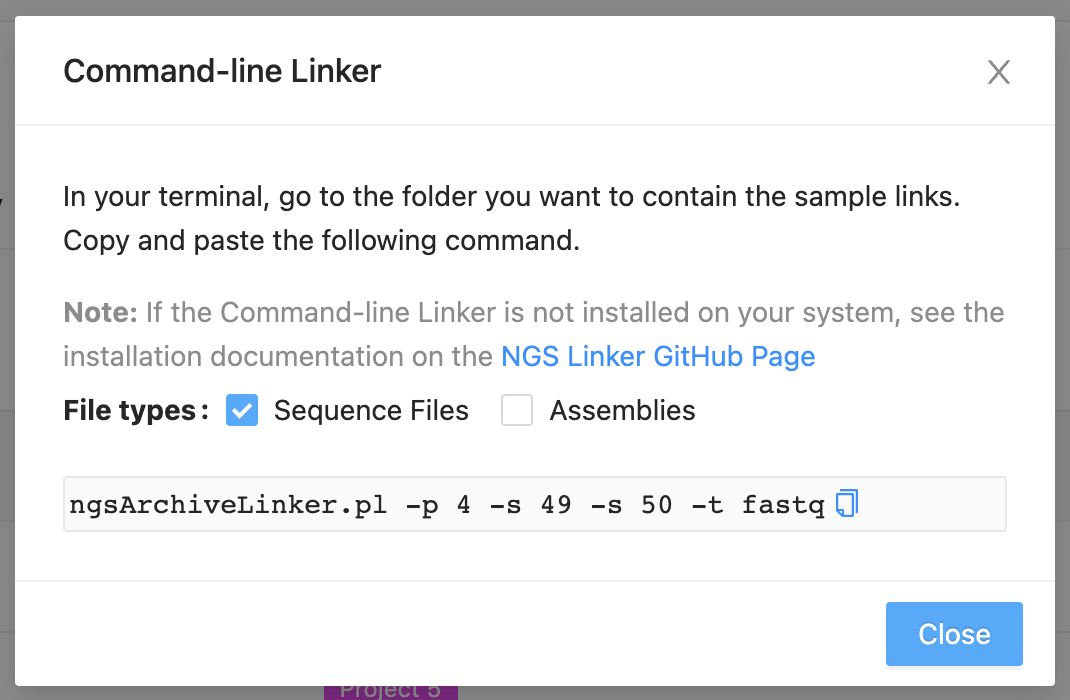 Command-line Linker
In your terminal, go to the folder you want to contain the sample links.
Copy and paste the following command.
Note: If the Command-line Linker is not installed on your system, see the
installation documentation on the NGS Linker GitHub Page
File types: Sequence Files Assemblies
ngsArchiveLinker.pl -p 4 -s 49 -s 50 -t fastq
Close
Project 5